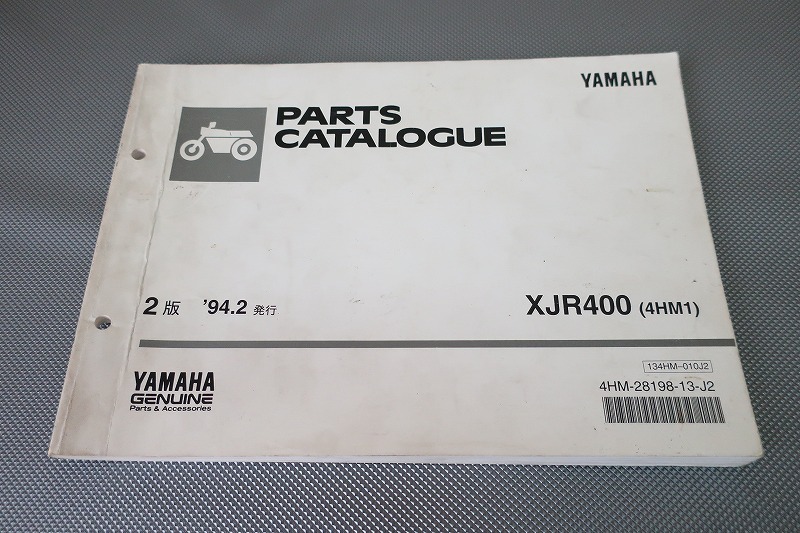 YAMAHA
PARTS
CATALOGUE
2版 '94.2 発行
XJR400 (4HM1)
134HM-010J2
4HM-28198-13-J2
YAMAHA
GENUINE
Parts & Accessories